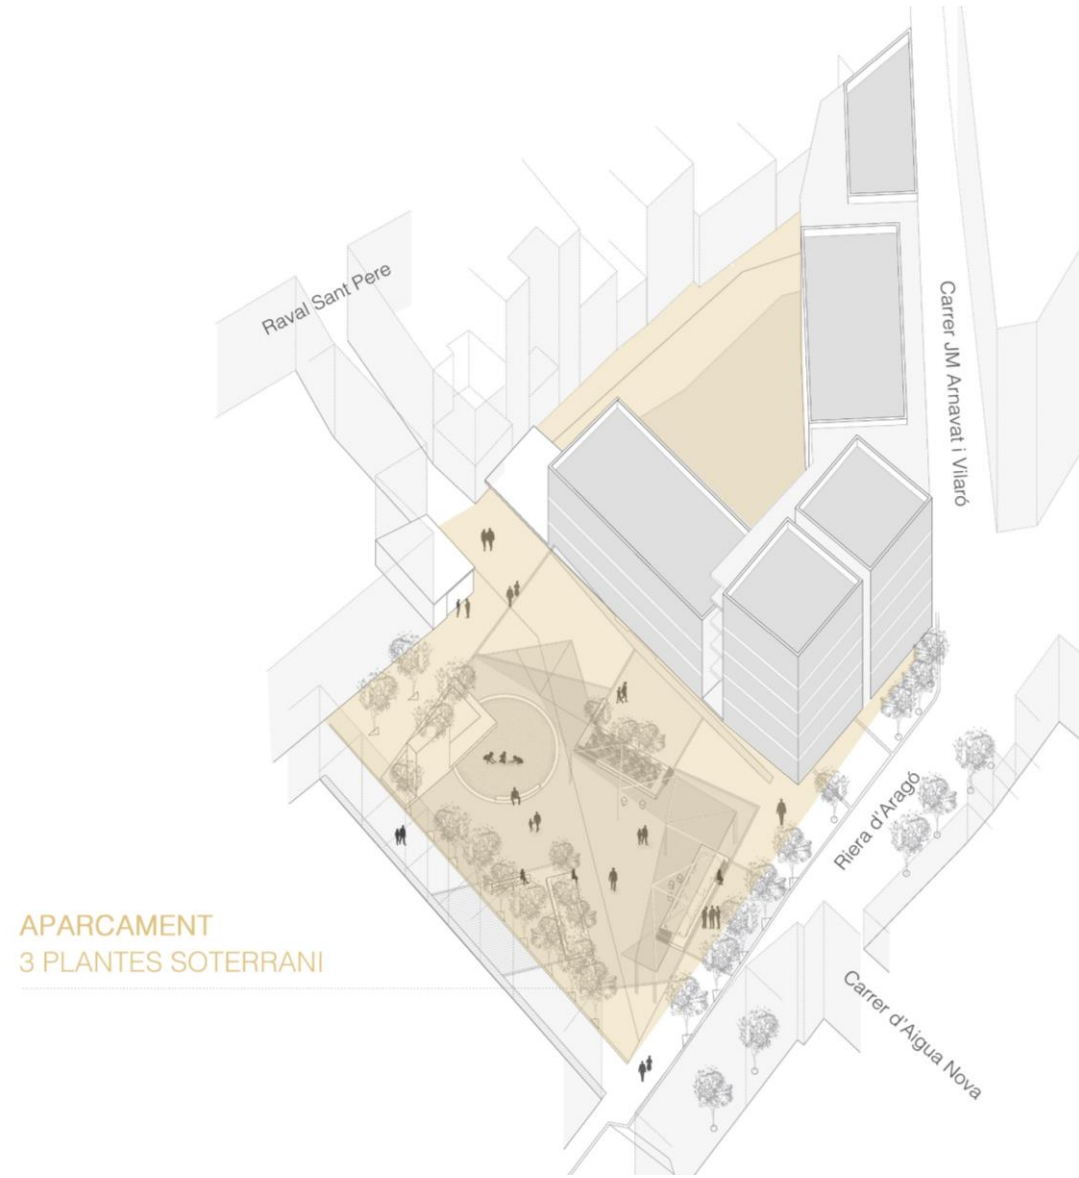 Raval Sant Pere
Carrer JM Arnavat i Vilaró
Riera d'Aragó
APARCAMENT
3 PLANTES SOTERRANI
Carrer d'Aigua Nova